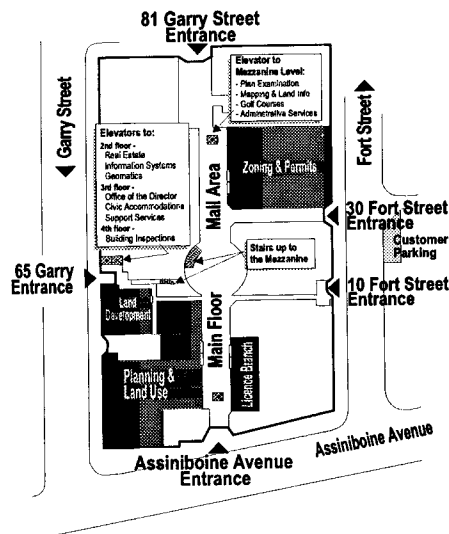 81 Garry Street
Entrance
Elevator to
Mezzanine Level:
- Plan Examination
- Mapping & Land Info
- Golf Courses
- Adminstrative Services
Garry Street
Fort Street
Elevators to:
2nd floor -
Real Estate
Information Systems
Geomatics
3rd floor -
Office of the Director
Civic Accommodations
Support Services
4th floor -
Building Inspections
Mall Area
Zoning & Permits
30 Fort Street
Entrance
Customer
Parking
Stairs up to
the Mezzanine
65 Garry
Entrance
10 Fort Street
Entrance
Land
Development
Main Floor
Planning &
Land Use
Licence Branch
Assiniboine Avenue
Entrance
Assiniboine Avenue